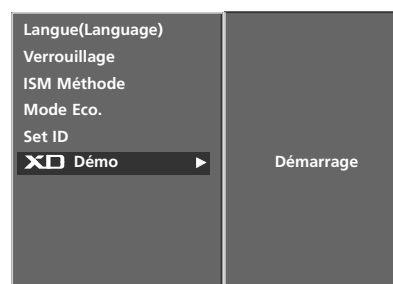 Langue(Language)
Verrouillage
ISM Méthode
Mode Eco.
Set ID
XD Démo
Démarrage